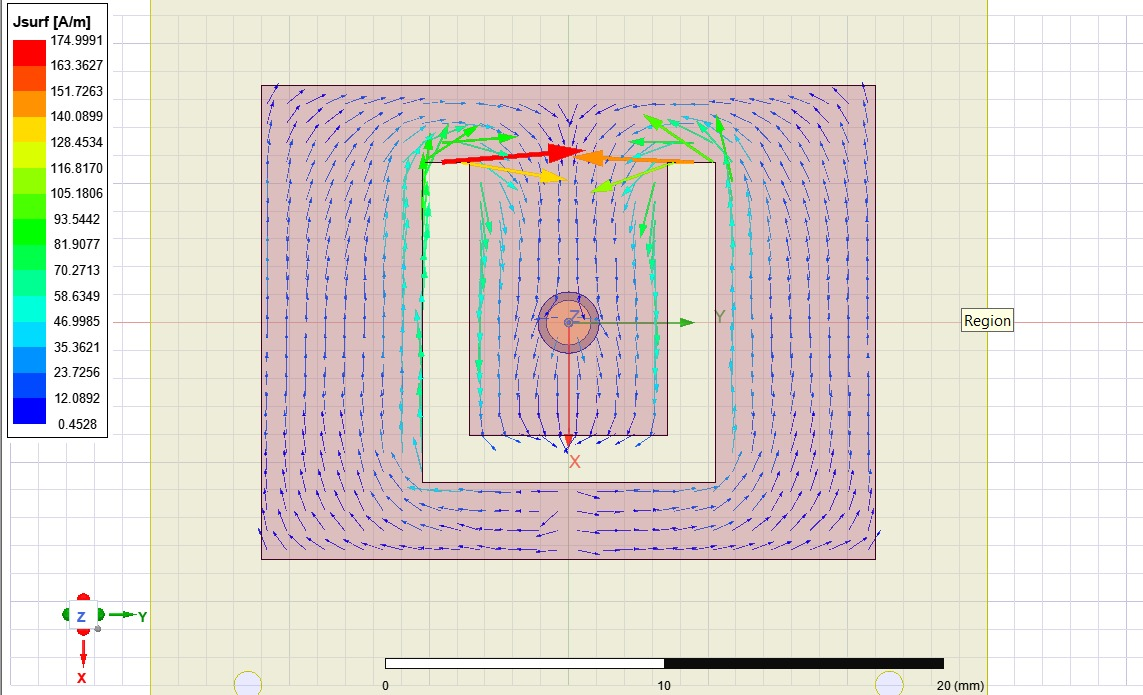 Jsurf [A/m]
174.9991
163.3627
151.7263
140.0899
128.4534
116.8170
105.1806
93.5442
81.9077
70.2713
58.6349
46.9985
35.3621
23.7256
12.0892
0.4528
Z
Y
Region
X
Z
Y
X
0
10
20 (mm)